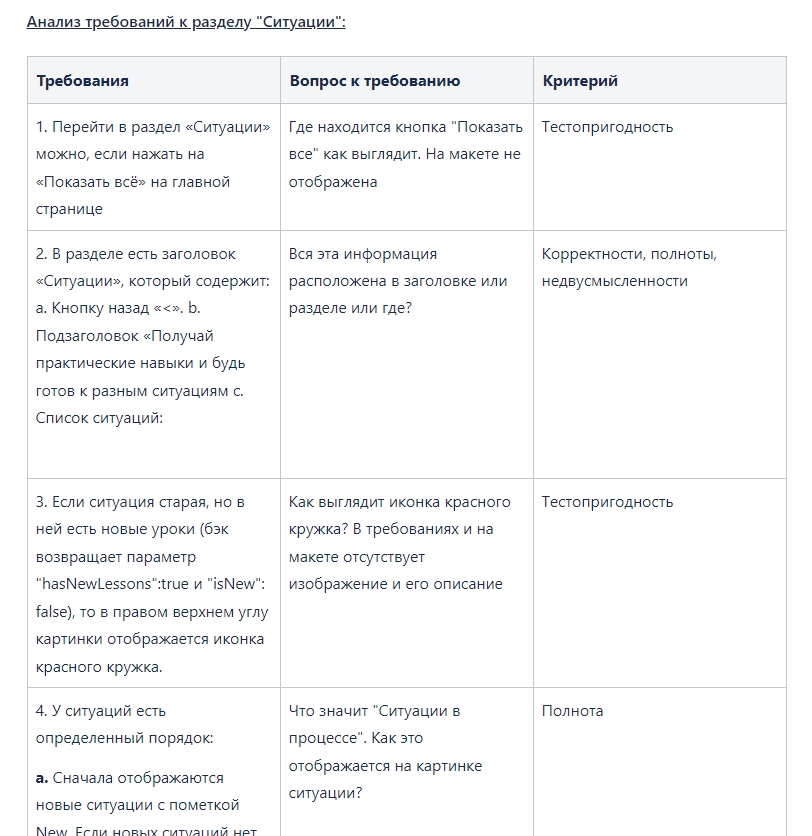 Анализ требований к разделу "Ситуации":
Требования
Вопрос к требованию
Критерий
1. Перейти в раздел «Ситуации»
можно, если нажать на
«Показать всё» на главной
странице
Где находится кнопка "Показать
все" как выглядит. На макете не
отображена
Тестопригодность
2. В разделе есть заголовок
«Ситуации», который содержит:
a. Кнопку назад «<». b.
Подзаголовок «Получай
практические навыки и будь
готов к разным ситуациям c.
Список ситуаций:
Вся эта информация
расположена в заголовке или
разделе или где?
Корректности, полноты,
недвусмысленности
3. Если ситуация старая, но в
ней есть новые уроки (бэк
возвращает параметр
"hasNewLessons":true и "isNew":
false), то в правом верхнем углу
картинки отображается иконка
красного кружка.
Как выглядит иконка красного
кружка? В требованиях и на
макете отсутствует
изображение и его описание
Тестопригодность
4. У ситуаций есть
определенный порядок:
a. Сначала отображаются
новые ситуации с пометкой
New. Если новых ситуаций нет
Что значит "Ситуации в
процессе". Как это
отображается на картинке
ситуации?
Полнота